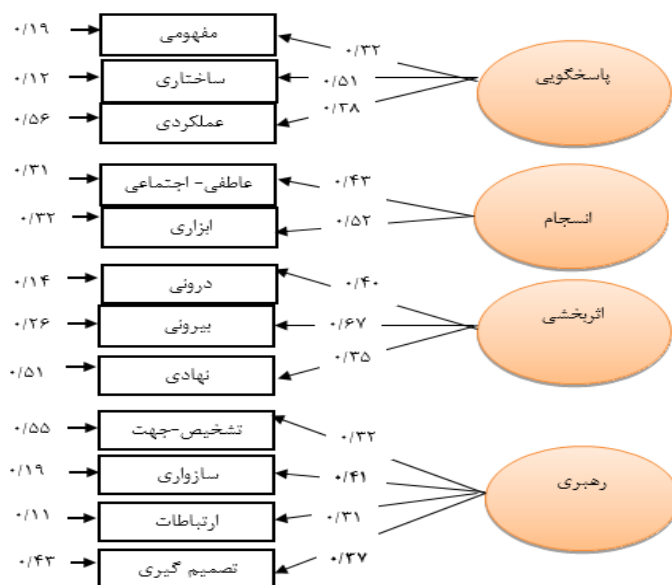 پاسخگویی
۰/۳۲ مفهومی ۰/۱۹
۰/۵۱ ساختاری ۰/۱۲
۰/۳۸ عملکردی ۰/۵۶
انسجام
۰/۴۳ عاطفی- اجتماعی ۰/۳۱
۰/۵۲ ابزاری ۰/۳۲
اثربخشی
۰/۴۰ درونی ۰/۱۴
۰/۶۷ بیرونی ۰/۲۶
۰/۳۵ نهادی ۰/۵۱
رهبری
۰/۳۲ تشخیص-جهت ۰/۵۵
۰/۴۱ سازواری ۰/۱۹
۰/۳۱ ارتباطات ۰/۱۱
۰/۳۷ تصمیم گیری ۰/۴۳